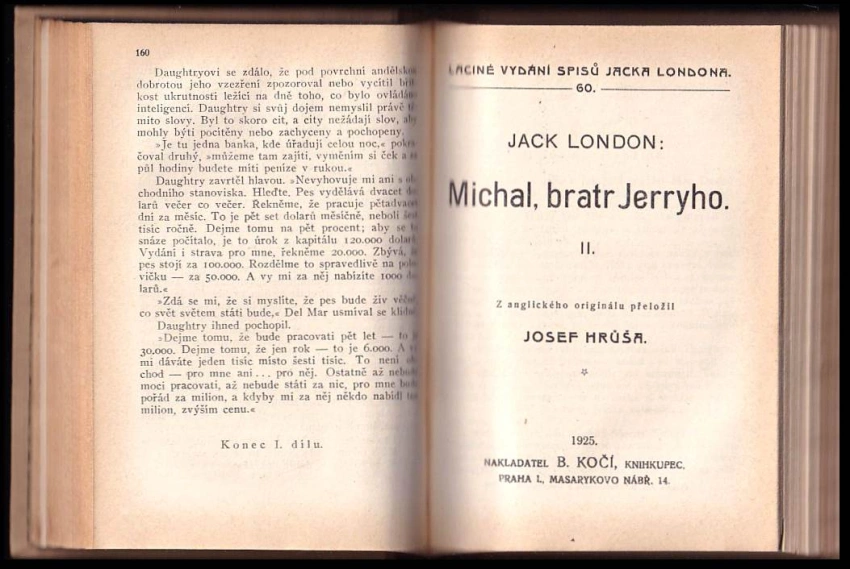 160
Daughtryovi se zdálo, že pod povrchní andělskou
dobrotou jeho vzezření zpozoroval nebo vycítil
kost ukrutnosti ležící na dně toho, co bylo ovládáno
inteligencí. Daughtry si svůj dojem nemyslil právě
mito slovy. Byl to skoro cit, a city nežádají slov, aby
mohly býti pocítěny nebo zachyceny a pochopeny.
»Je tu jedna banka, kde úřadují celou noc,« pokra-
čoval druhý, »můžeme tam zajíti, vyměním si ček a
půl hodiny budete míti peníze v rukou.«
Daughtry zavrtěl hlavou. »Nevyhovuje mi ani s
chodního stanoviska. Hleďte. Pes vydělává dvacet do-
larů večer co večer. Rekněme, že pracuje pětadvacet
dní za měsíc. To je pět set dolarů měsíčně, neboli šest
tisíc ročně. Dejme tomu na pět procent; aby se
snáze počítalo, je to úrok z kapitálu 120.000 dolarů.
Vydání i strava pro mne, řekněme 20.000. Zbývá,
pes stojí za 100.000. Rozdělme to spravedlivě na polo-
vičku — za 50.000. A vy mi za něj nabízíte 1000 do-
larů.«
»Zdá se mi, že si myslíte, že pes bude živ věčně,
co svět světem státi bude,« Del Mar usmíval se klidně.
Daughtry ihned pochopil.
»Dejme tomu, že bude pracovati pět let — to je
30.000. Dejme tomu, že jen rok — to je 6.000. A
mi dáváte jeden tisíc místo šesti tisíc. To není
chod — pro mne ani... pro něj. Ostatně až nebude
moci pracovati, až nebude státi za nic, pro mne bude
pořád za milion, a kdyby mi za něj někdo nabídl
milion, zvýším cenu.«
Konec I. dílu.
LACINÉ VYDÁNÍ SPISŮ JACKA LONDONA.
60.
JACK LONDON:
Michal, bratr Jerryho.
II.
Z anglického originálu přeložil
JOSEF HRŮŠA.
1925.
NAKLADATEL B. KOČÍ, KNIHKUPEC,
PRAHA I., MASARYKOVO NÁBŘ. 14.